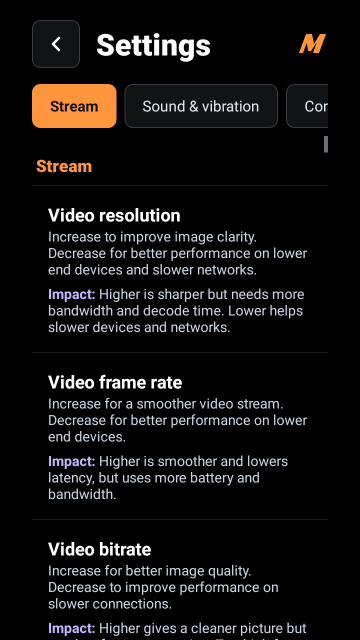 Settings
Stream
Sound & vibration
Stream
Video resolution
Increase to improve image clarity.
Decrease for better performance on lower
end devices and slower networks.
Impact: Higher is sharper but needs more
bandwidth and decode time. Lower helps
slower devices and networks.
Video frame rate
Increase for a smoother video stream.
Decrease for better performance on lower
end devices.
Impact: Higher is smoother and lowers
latency, but uses more battery and
bandwidth.
Video bitrate
Increase for better image quality.
Decrease to improve performance on
slower connections.
Impact: Higher gives a cleaner picture but